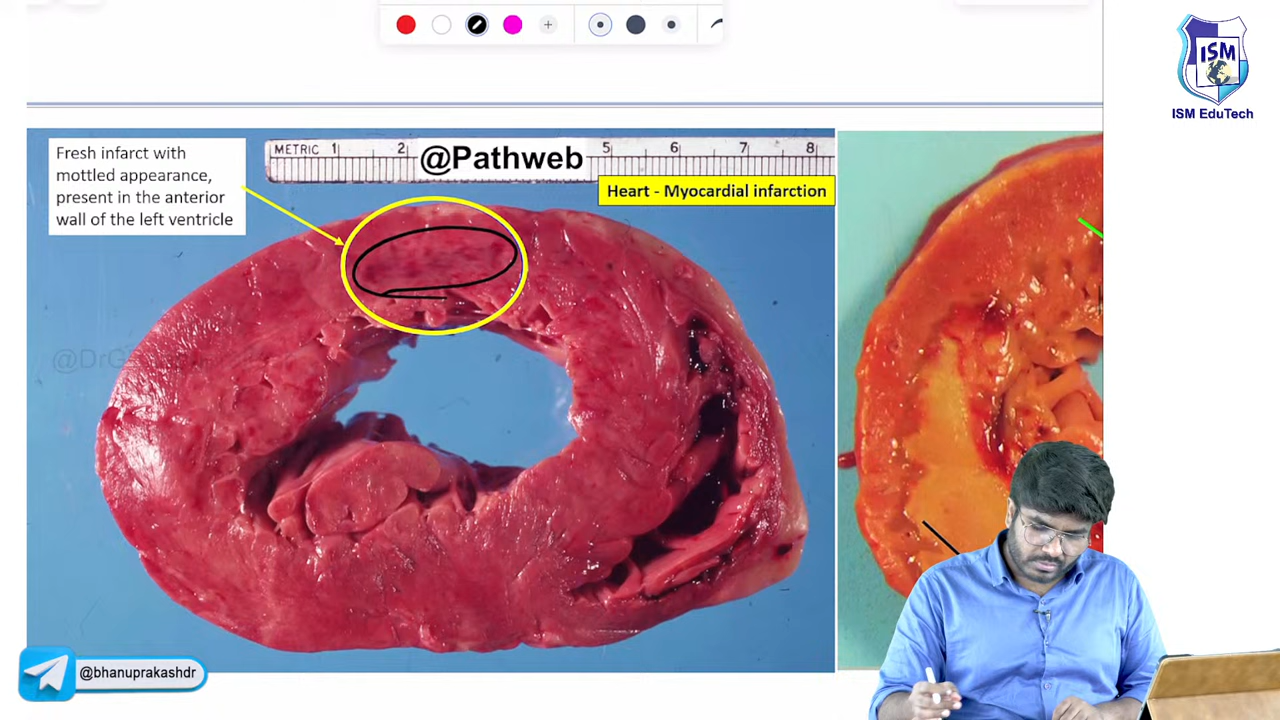 ISM
ISM EduTech
Fresh infarct with
mottled appearance,
present in the anterior
wall of the left ventricle
METRIC 1 2 5 6 7 8
@Pathweb
Heart - Myocardial infarction
@bhanuprakashdr